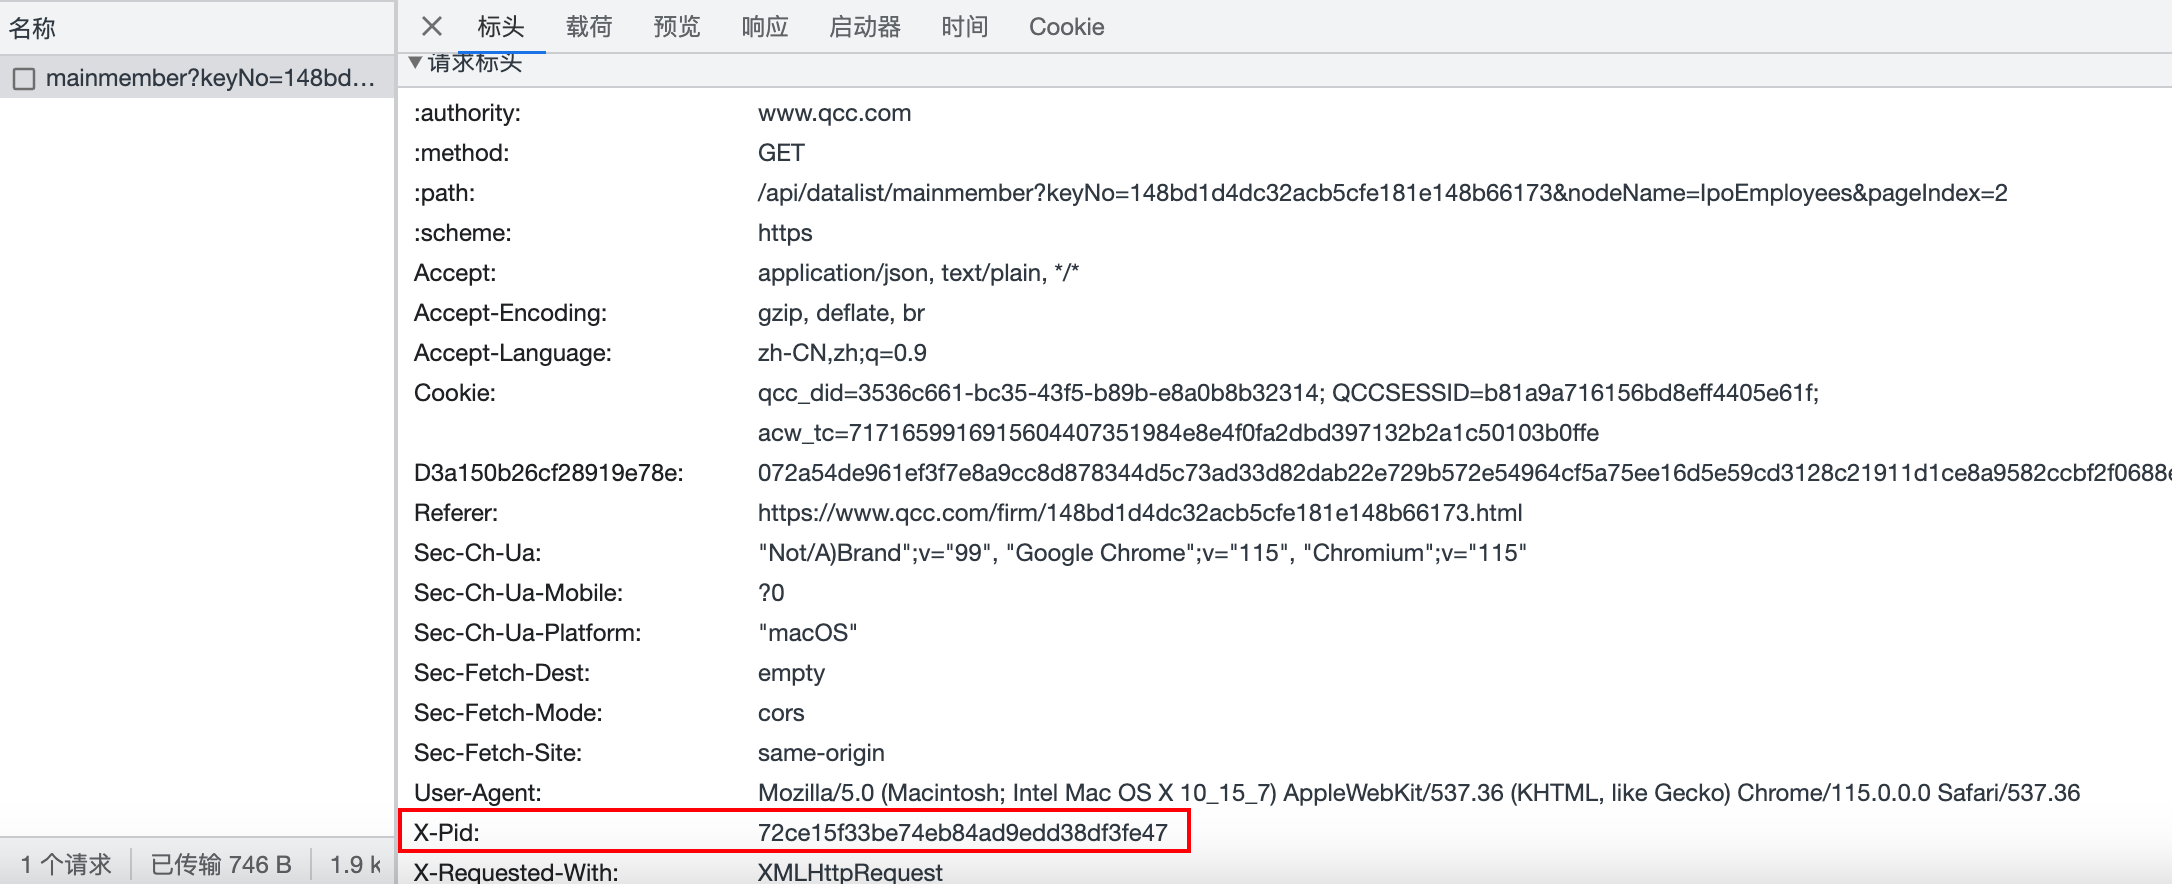 名称
标头 载荷 预览 响应 启动器 时间 Cookie
请求标头
mainmember?keyNo=148bd…
:authority: www.qcc.com
:method: GET
:path: /api/datalist/mainmember?keyNo=148bd1d4dc32acb5cfe181e148b66173&nodeName=IpoEmployees&pageIndex=2
:scheme: https
Accept: application/json, text/plain, */*
Accept-Encoding: gzip, deflate, br
Accept-Language: zh-CN,zh;q=0.9
Cookie: qcc_did=3536c661-bc35-43f5-b89b-e8a0b8b32314; QCCSESSID=b81a9a716156bd8eff4405e61f;
acw_tc=7171659916915604407351984e8e4f0fa2dbd397132b2a1c50103b0ffe
D3a150b26cf28919e78e: 072a54de961ef3f7e8a9cc8d878344d5c73ad33d82dab22e729b572e54964cf5a75ee16d5e59cd3128c21911d1ce8a9582ccbf2f0688e
Referer: https://www.qcc.com/firm/148bd1d4dc32acb5cfe181e148b66173.html
Sec-Ch-Ua: "Not/A)Brand";v="99", "Google Chrome";v="115", "Chromium";v="115"
Sec-Ch-Ua-Mobile: ?0
Sec-Ch-Ua-Platform: "macOS"
Sec-Fetch-Dest: empty
Sec-Fetch-Mode: cors
Sec-Fetch-Site: same-origin
User-Agent: Mozilla/5.0 (Macintosh; Intel Mac OS X 10_15_7) AppleWebKit/537.36 (KHTML, like Gecko) Chrome/115.0.0.0 Safari/537.36
X-Pid: 72ce15f33be74eb84ad9edd38df3fe47
X-Requested-With: XMLHttpRequest
1 个请求 已传输 746 B 1.9 k